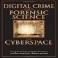 DIGITAL CRIME
AND
FORENSIC
SCIENCE
IN
CYBERSPACE